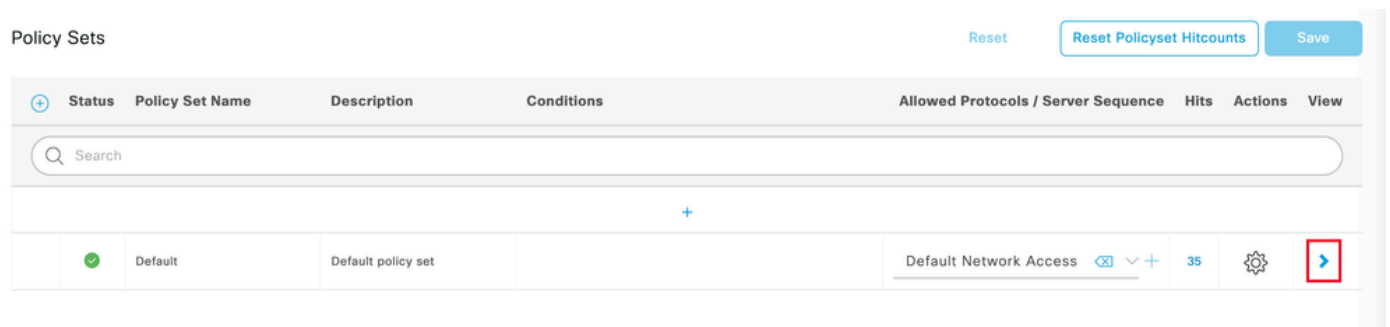 Policy Sets Reset Reset Policyset Hitcounts Save
Status Policy Set Name Description Conditions Allowed Protocols / Server Sequence Hits Actions View
Search
+
Default Default policy set Default Network Access + 35